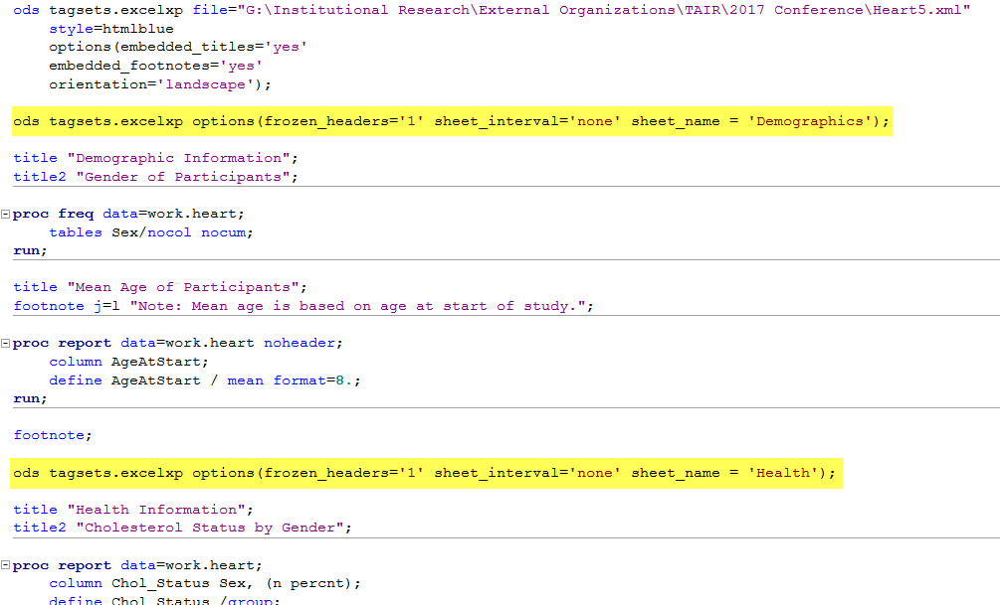 ods tagsets.excelxp file="G:\Institutional Research\External Organizations\TAIR\2017 Conference\Heart5.xml"
style=htmlblue
options(embedded_titles='yes'
embedded_footnotes='yes'
orientation='landscape');
ods tagsets.excelxp options(frozen_headers='1' sheet_interval='none' sheet_name = 'Demographics');
title "Demographic Information";
title2 "Gender of Participants";
proc freq data=work.heart;
tables Sex/nocol nocum;
run;
title "Mean Age of Participants";
footnote j=l "Note: Mean age is based on age at start of study.";
proc report data=work.heart noheader;
column AgeAtStart;
define AgeAtStart / mean format=8.;
run;
footnote;
ods tagsets.excelxp options(frozen_headers='1' sheet_interval='none' sheet_name = 'Health');
title "Health Information";
title2 "Cholesterol Status by Gender";
proc report data=work.heart;
column Chol_Status Sex, (n percnt);
define Chol_Status /group;